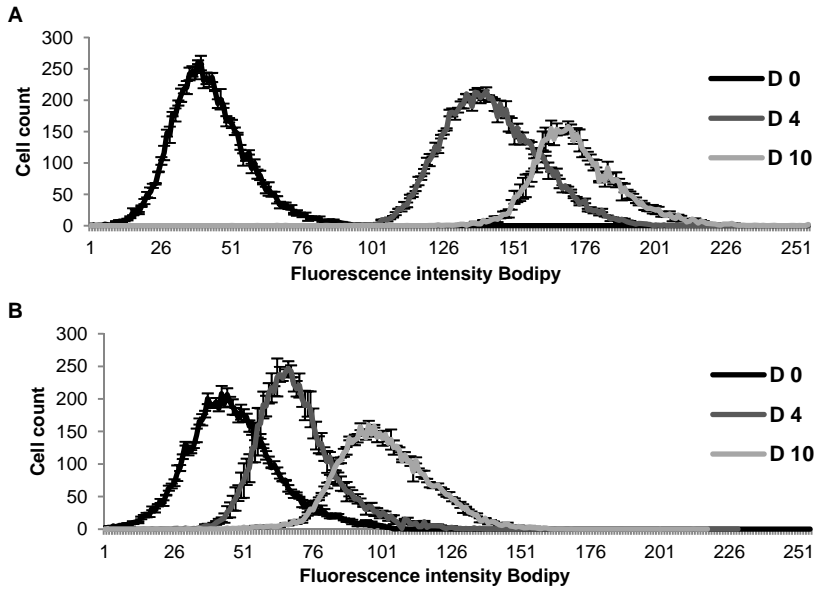 A
300
250
200
150
100
50
0
Cell count
1 26 51 76 101 126 151 176 201 226 251
Fluorescence intensity Bodipy
D 0
D 4
D 10
B
300
250
200
150
100
50
0
Cell count
1 26 51 76 101 126 151 176 201 226 251
Fluorescence intensity Bodipy
D 0
D 4
D 10